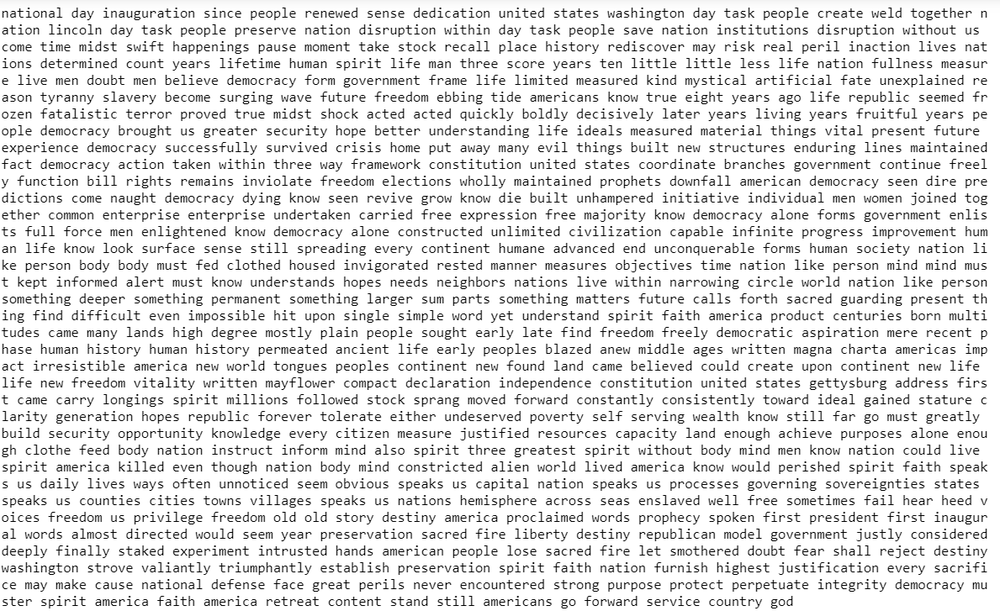 national day inauguration since people renewed sense dedication united states washington day task people create weld together n
ation lincoln day task people preserve nation disruption within day task people save nation institutions disruption without us
come time midst swift happenings pause moment take stock recall place history rediscover may risk real peril inaction lives nat
ions determined count years lifetime human spirit life man three score years ten little little less life nation fullness measur
e live men doubt men believe democracy form government frame life limited measured kind mystical artificial fate unexplained re
ason tyranny slavery become surging wave future freedom ebbing tide americans know true eight years ago life republic seemed fr
ozen fatalistic terror proved true midst shock acted acted quickly boldly decisively later years living years fruitful years pe
ople democracy brought us greater security hope better understanding life ideals measured material things vital present future
experience democracy successfully survived crisis home put away many evil things built new structures enduring lines maintained
fact democracy action taken within three way framework constitution united states coordinate branches government continue freel
y function bill rights remains inviolate freedom elections wholly maintained prophets downfall american democracy seen dire pre
dictions come naught democracy dying know seen revive grow know die built unhampered initiative individual men women joined tog
ether common enterprise enterprise undertaken carried free expression free majority know democracy alone forms government enlis
ts full force men enlightened know democracy alone constructed unlimited civilization capable infinite progress improvement hum
an life know look surface sense still spreading every continent humane advanced end unconquerable forms human society nation li
ke person body body must fed clothed housed invigorated rested manner measures objectives time nation like person mind mind mus
t kept informed alert must know understands hopes needs neighbors nations live within narrowing circle world nation like person
something deeper something permanent something larger sum parts something matters future calls forth sacred guarding present th
ing find difficult even impossible hit upon single simple word yet understand spirit faith america product centuries born multi
tudes came many lands high degree mostly plain people sought early late find freedom freely democratic aspiration mere recent p
hase human history human history permeated ancient life early peoples blazed anew middle ages written magna charta americas imp
act irresistible america new world tongues peoples continent new found land came believed could create upon continent new life
life new freedom vitality written mayflower compact declaration independence constitution united states gettysburg address firs
t came carry longings spirit millions followed stock sprang moved forward constantly consistently toward ideal gained stature c
larity generation hopes republic forever tolerate either undeserved poverty self serving wealth know still far go must greatly
build security opportunity knowledge every citizen measure justified resources capacity land enough achieve purposes alone enou
gh clothe feed body nation instruct inform mind also spirit three greatest spirit without body mind men know nation could live
spirit america killed even though nation body mind constricted alien world lived america know would perished spirit faith speak
s us daily lives ways often unnoticed seem obvious speaks us capital nation speaks us processes governing sovereignties states
speaks us counties cities towns villages speaks us nations hemisphere across seas enslaved well free sometimes fail hear heed v
oices freedom us privilege freedom old old story destiny america proclaimed words prophecy spoken first president first inaugur
al words almost directed would seem year preservation sacred fire liberty destiny republican model government justly considered
deeply finally staked experiment intrusted hands american people lose sacred fire let smothered doubt fear shall reject destiny
washington strove valiantly triumphantly establish preservation spirit faith nation furnish highest justification every sacrifi
ce may make cause national defense face great perils never encountered strong purpose protect perpetuate integrity democracy mu
ster spirit america faith america retreat content stand still americans go forward service country god